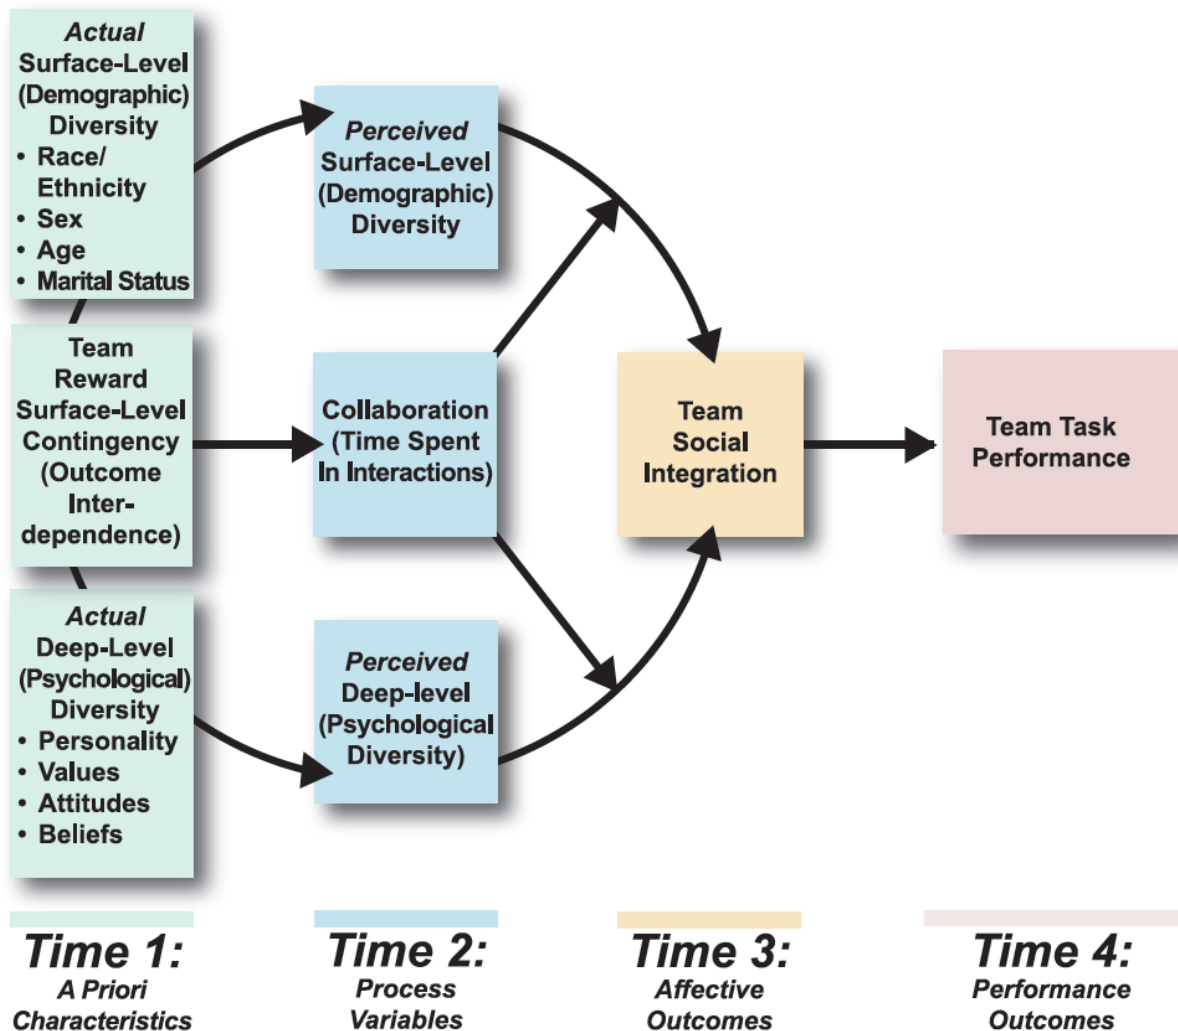 Actual
Surface-Level
(Demographic)
Diversity
• Race/
Ethnicity
• Sex
• Age
• Marital Status
Team
Reward
Surface-Level
Contingency
(Outcome
Inter-
dependence)
Actual
Deep-Level
(Psychological)
Diversity
• Personality
• Values
• Attitudes
• Beliefs
Perceived
Surface-Level
(Demographic)
Diversity
Collaboration
(Time Spent
In Interactions)
Perceived
Deep-level
(Psychological
Diversity)
Team
Social
Integration
Team Task
Performance
Time 1:
A Priori
Characteristics
Time 2:
Process
Variables
Time 3:
Affective
Outcomes
Time 4:
Performance
Outcomes